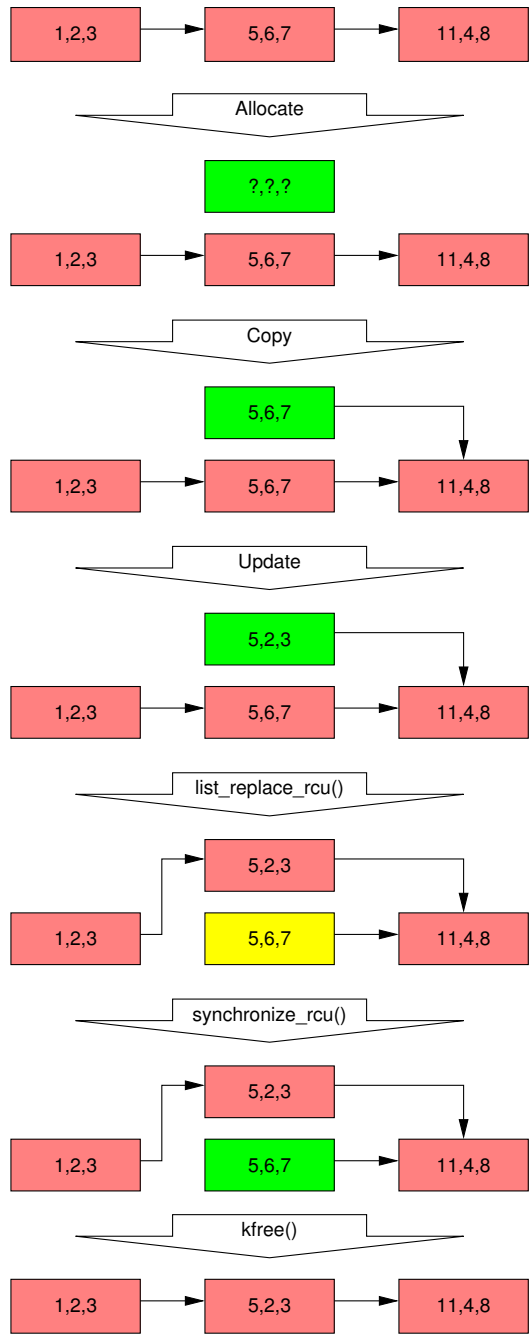 1,2,3 5,6,7 11,4,8
Allocate
?,?,?
1,2,3 5,6,7 11,4,8
Copy
5,6,7
1,2,3 5,6,7 11,4,8
Update
5,2,3
1,2,3 5,6,7 11,4,8
list_replace_rcu()
5,2,3
1,2,3 5,6,7 11,4,8
synchronize_rcu()
5,2,3
1,2,3 5,6,7 11,4,8
kfree()
1,2,3 5,2,3 11,4,8